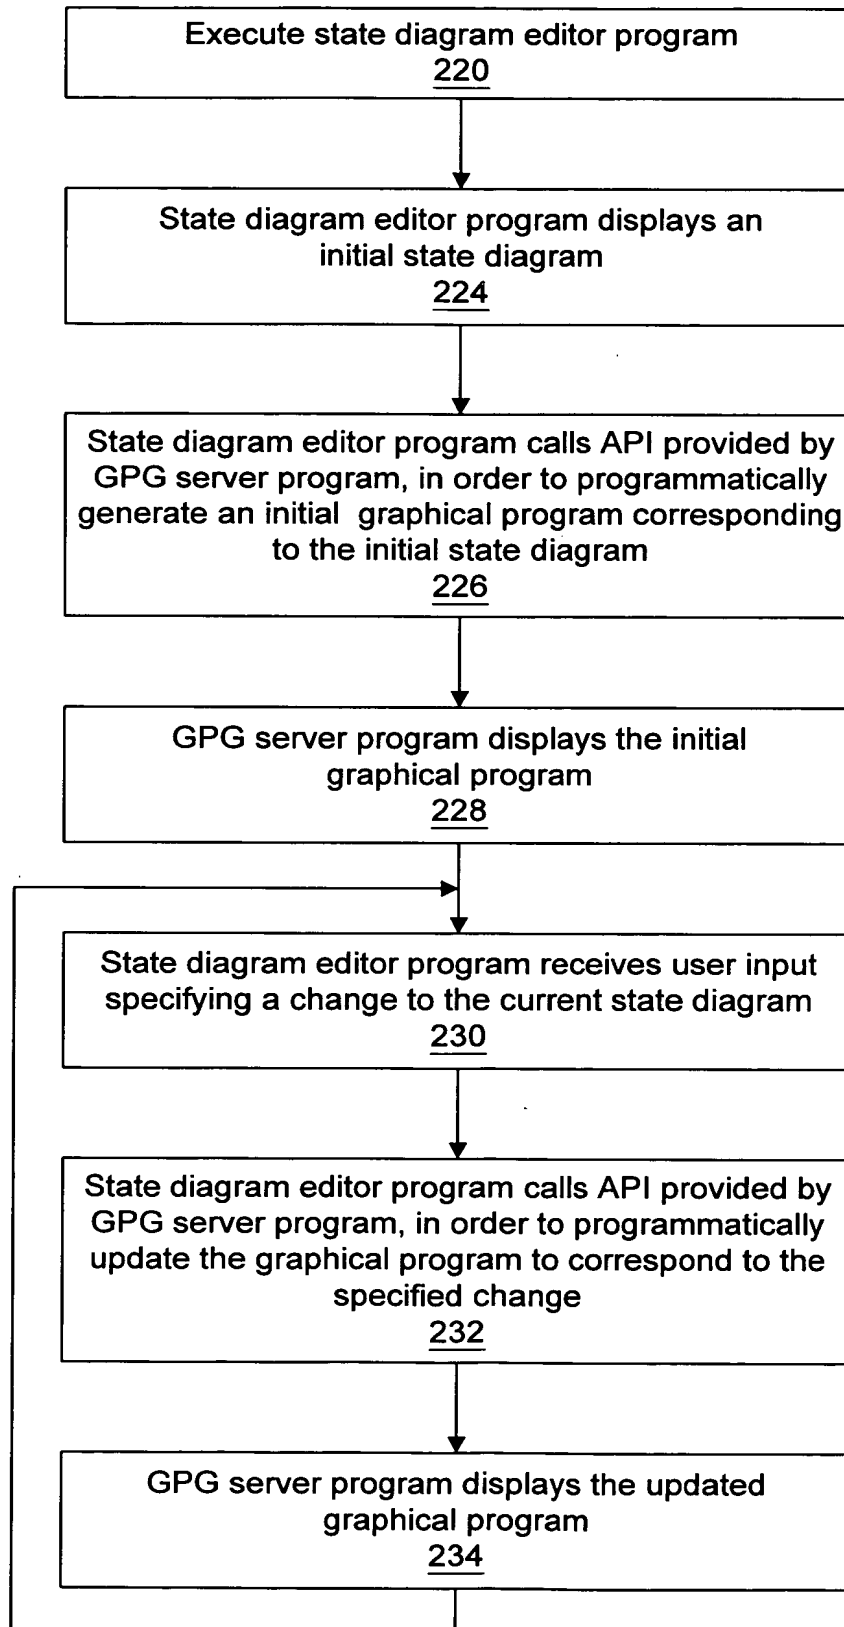 Execute state diagram editor program
220
State diagram editor program displays an
initial state diagram
224
State diagram editor program calls API provided by
GPG server program, in order to programmatically
generate an initial graphical program corresponding
to the initial state diagram
226
GPG server program displays the initial
graphical program
228
State diagram editor program receives user input
specifying a change to the current state diagram
230
State diagram editor program calls API provided by
GPG server program, in order to programmatically
update the graphical program to correspond to the
specified change
232
GPG server program displays the updated
graphical program
234